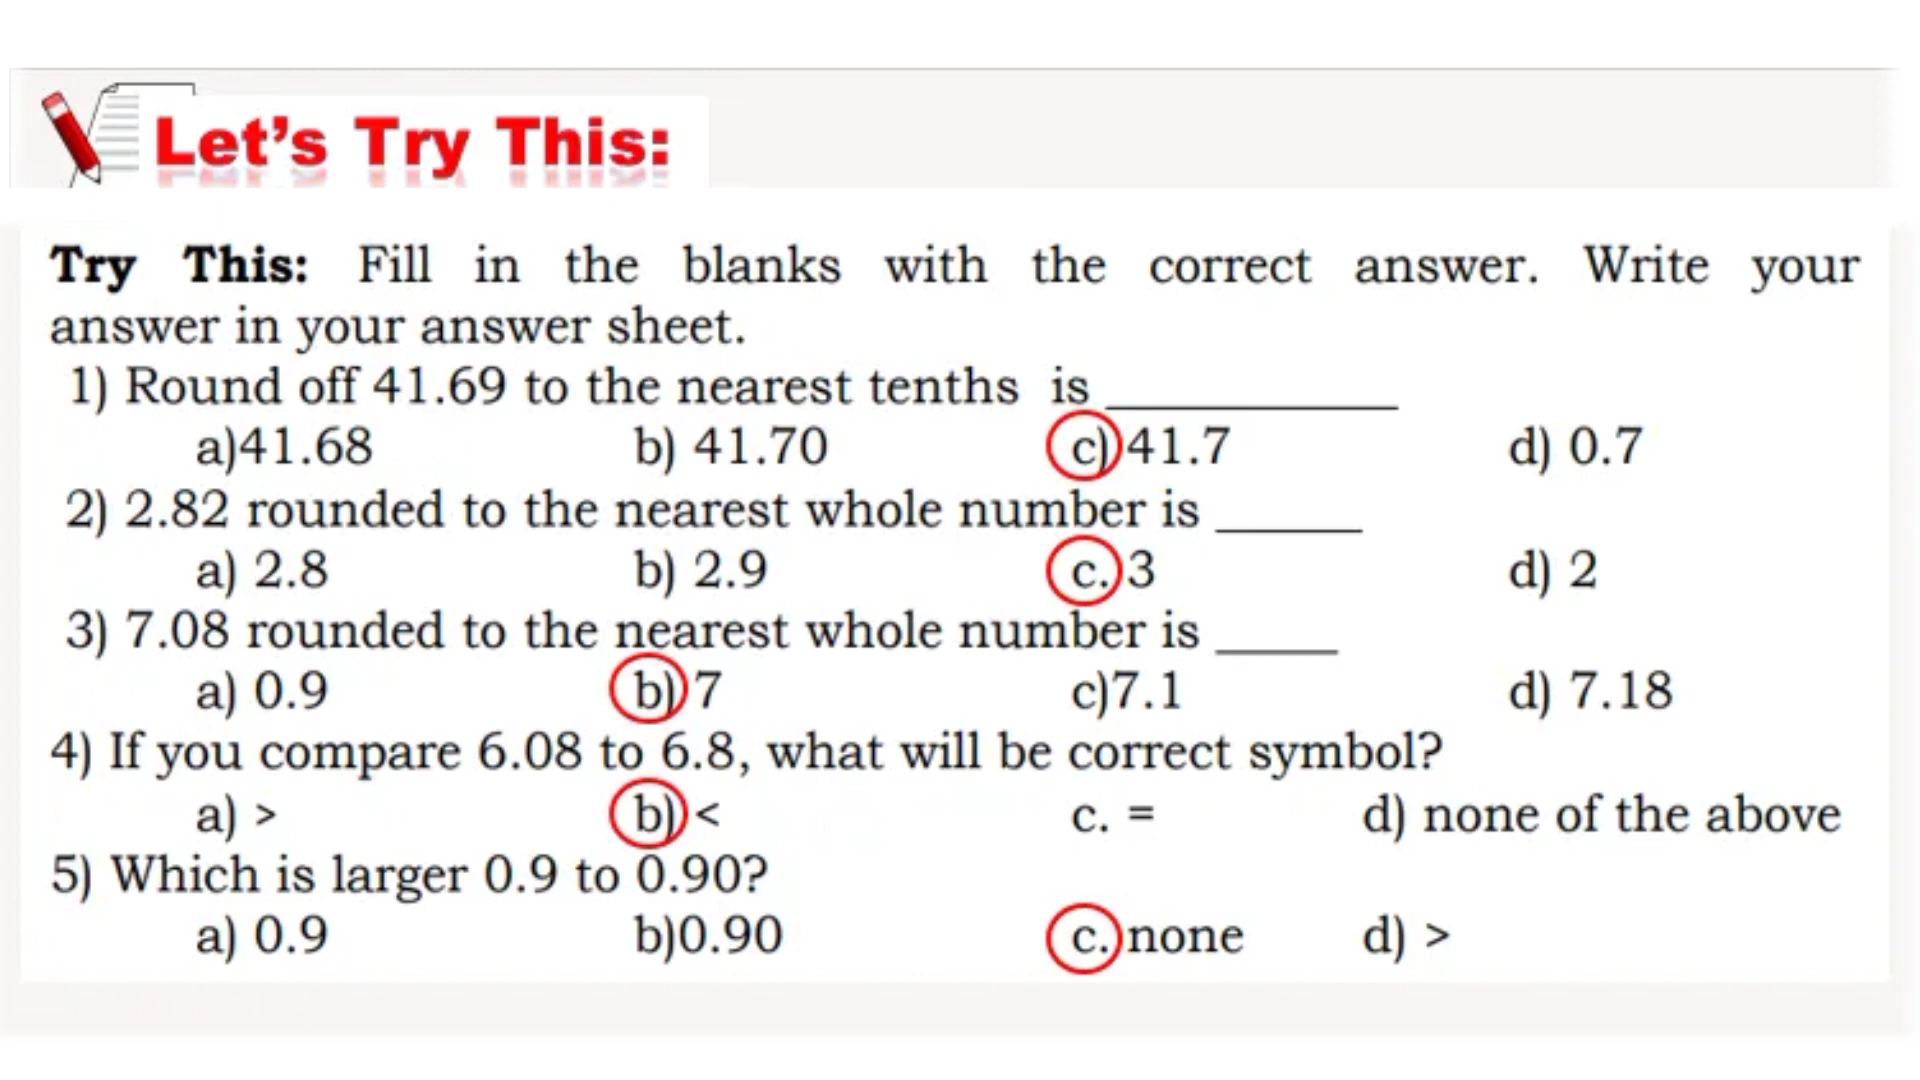 Let's Try This:
Try This: Fill in the blanks with the correct answer. Write your
answer in your answer sheet.
1) Round off 41.69 to the nearest tenths is __________
a)41.68 b) 41.70 c) 41.7 d) 0.7
2) 2.82 rounded to the nearest whole number is ______
a) 2.8 b) 2.9 c. 3 d) 2
3) 7.08 rounded to the nearest whole number is _____
a) 0.9 b) 7 c)7.1 d) 7.18
4) If you compare 6.08 to 6.8, what will be correct symbol?
a) > b) < c. = d) none of the above
5) Which is larger 0.9 to 0.90?
a) 0.9 b)0.90 c. none d) >